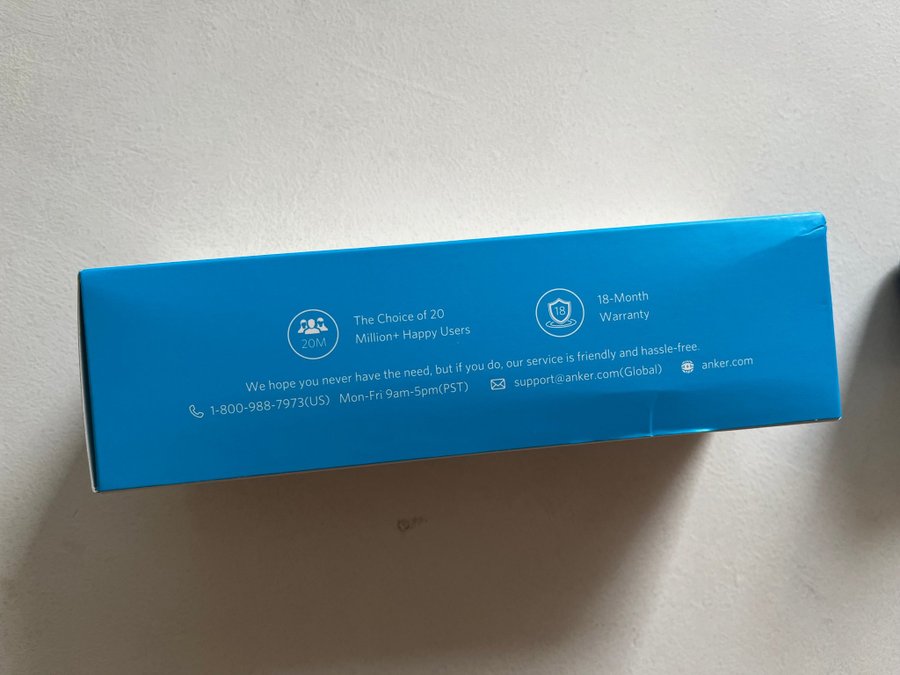 20M
The Choice of 20
Million+ Happy Users
18
18-Month
Warranty
We hope you never have the need, but if you do, our service is friendly and hassle-free.
1-800-988-7973(US) Mon-Fri 9am-5pm(PST) support@anker.com(Global) anker.com